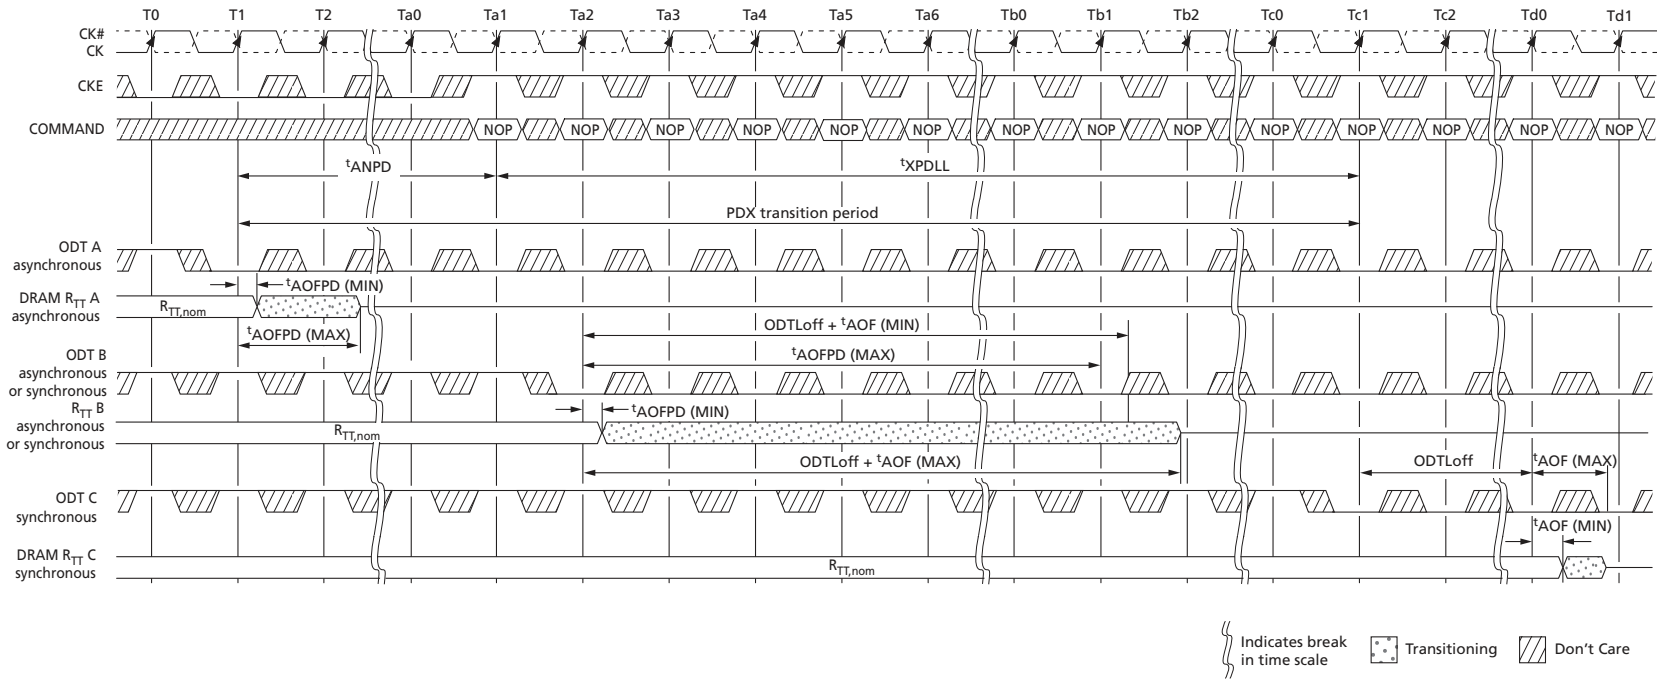 T0 T1 T2 Ta0 Ta1 Ta2 Ta3 Ta4 Ta5 Ta6 Tb0 Tb1 Tb2 Tc0 Tc1 Tc2 Td0 Td1
CK#
CK
CKE
COMMAND
NOP NOP NOP NOP NOP NOP NOP NOP NOP NOP NOP NOP NOP NOP
tANPD
tXPDLL
PDX transition period
ODT A
asynchronous
tAOFPD (MIN)
DRAM RTT A
asynchronous
RTT,nom
tAOFPD (MAX)
ODTLoff + tAOF (MIN)
tAOFPD (MAX)
ODT B
asynchronous
or synchronous
tAOFPD (MIN)
RTT B
asynchronous
or synchronous
RTT,nom
ODTLoff + tAOF (MAX)
ODTLoff
tAOF (MAX)
ODT C
synchronous
tAOF (MIN)
DRAM RTT C
synchronous
RTT,nom
Indicates break
in time scale
Transitioning
Don't Care